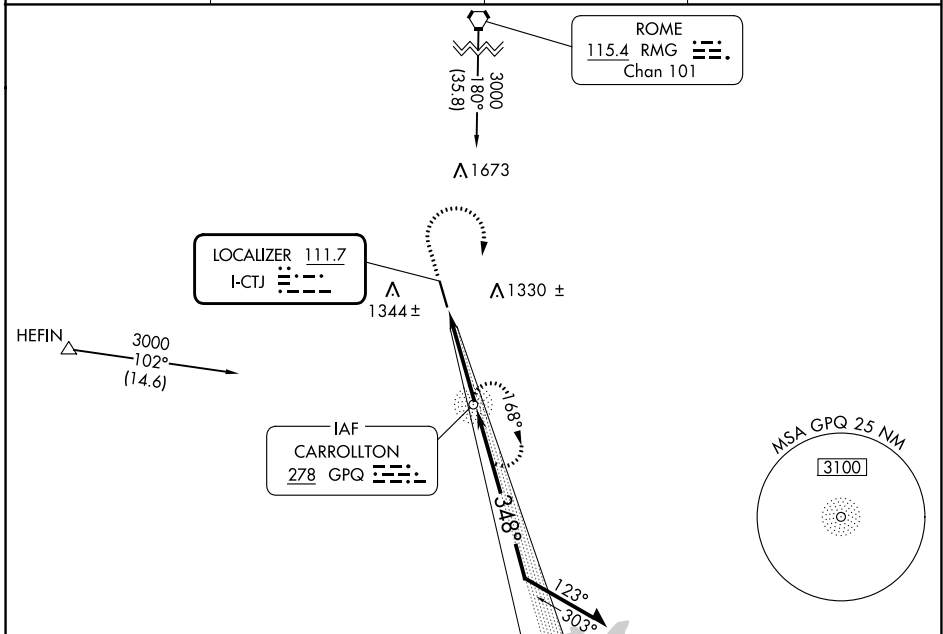 ROME
115.4 RMG
Chan 101
3000
180°
(35.8)
1673
LOCALIZER 111.7
I-CTJ
1344 ±
1330 ±
HEFIN
3000
102°
(14.6)
IAF
CARROLLTON
278 GPQ
168°
348°
123°
303°
MSA GPQ 25 NM
3100